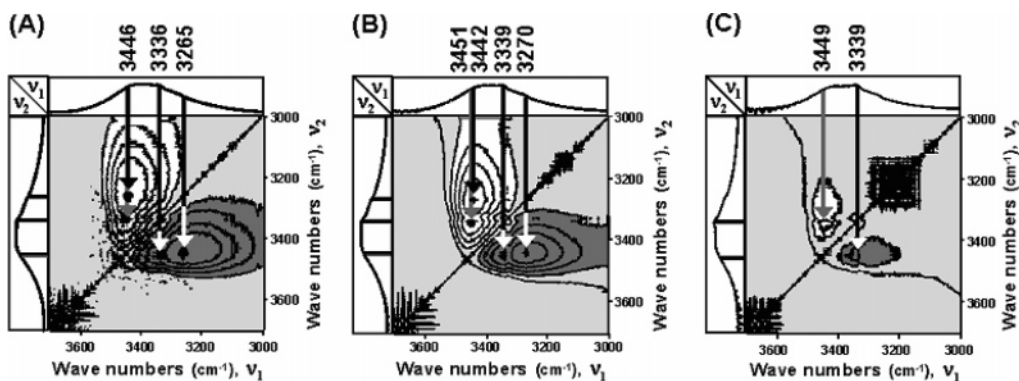 (A)
3446
3336
3265
ν1
ν2
3000
3200
3400
3600
Wave numbers (cm⁻¹), ν2
3600 3400 3200 3000
Wave numbers (cm⁻¹), ν1
(B)
3451
3442
3339
3270
ν1
ν2
3000
3200
3400
3600
Wave numbers (cm⁻¹), ν2
3600 3400 3200 3000
Wave numbers (cm⁻¹), ν1
(C)
3449
3339
ν1
ν2
3000
3200
3400
3600
Wave numbers (cm⁻¹), ν2
3600 3400 3200 3000
Wave numbers (cm⁻¹), ν1